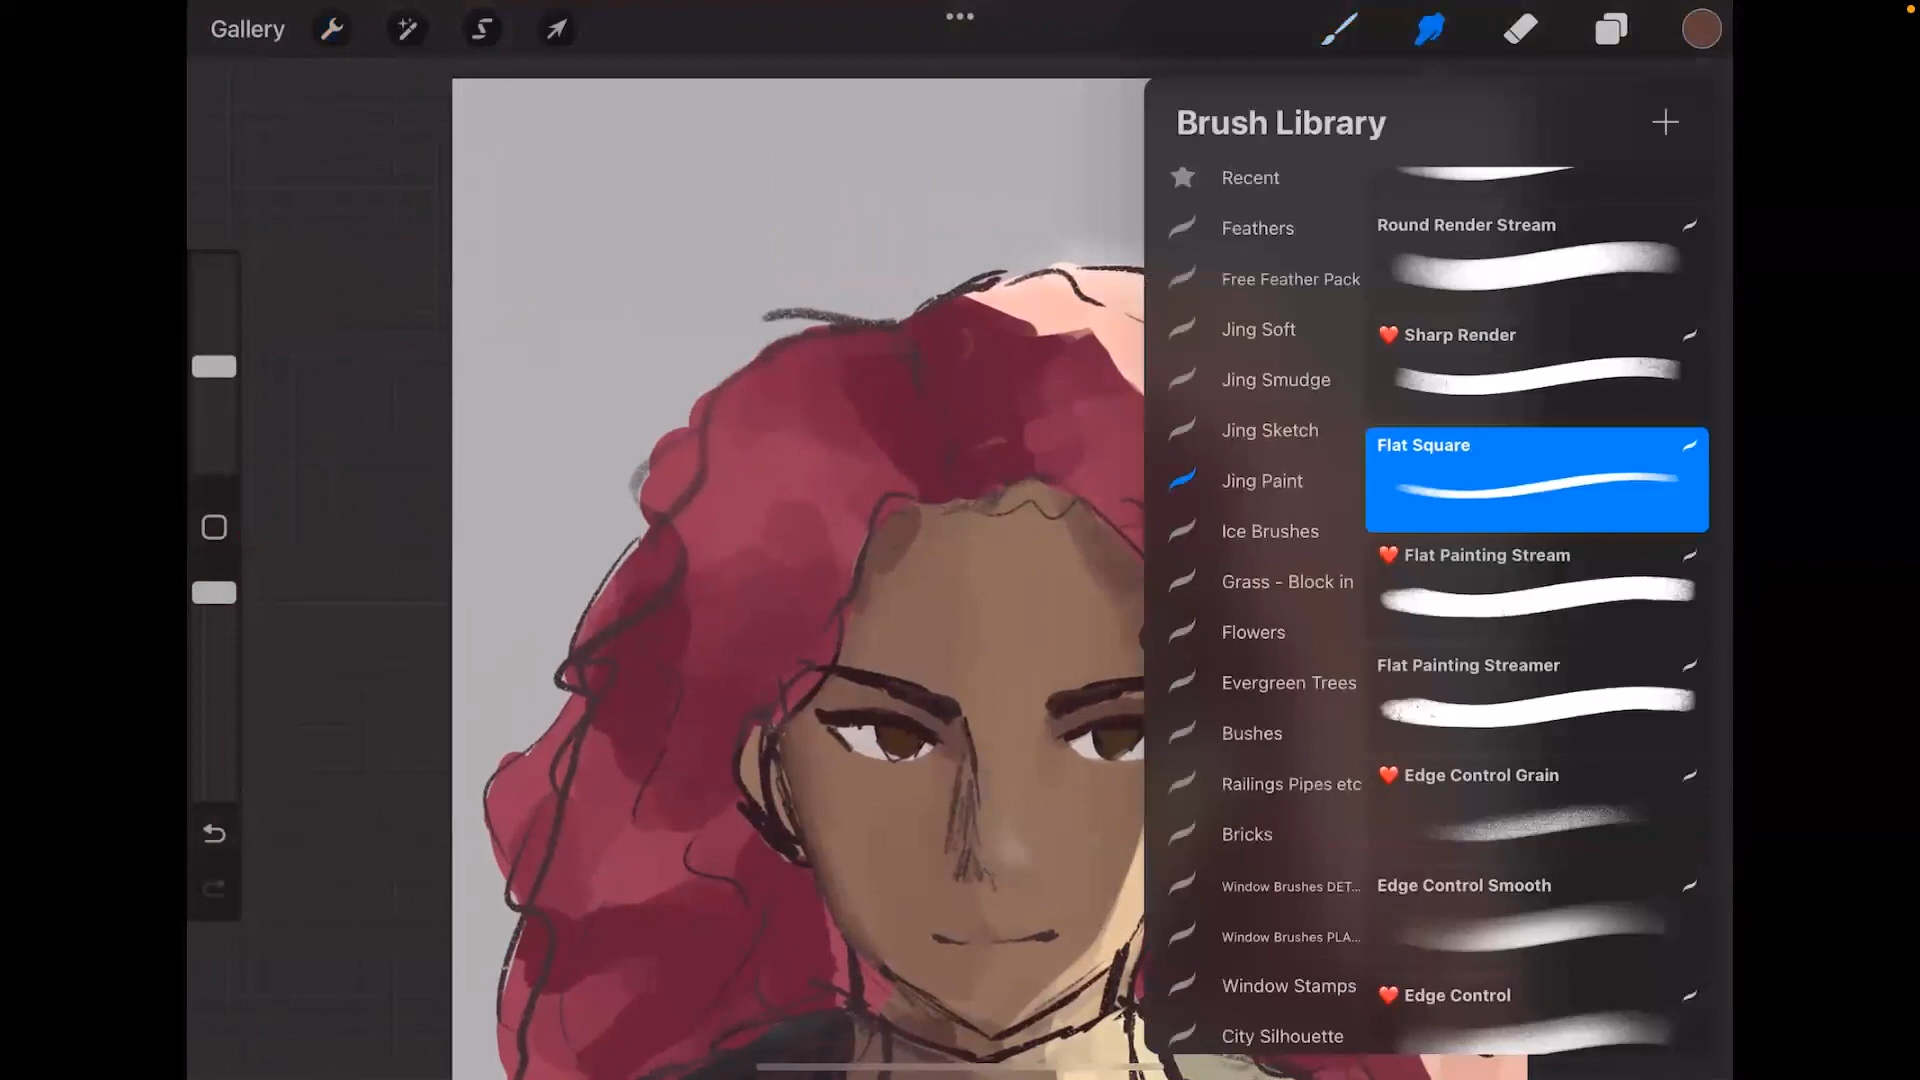 Gallery
Brush Library
Recent
Feathers
Free Feather Pack
Jing Soft
Jing Smudge
Jing Sketch
Jing Paint
Ice Brushes
Grass - Block in
Flowers
Evergreen Trees
Bushes
Railings Pipes etc
Bricks
Window Brushes DET...
Window Brushes PLA...
Window Stamps
City Silhouette
Round Render Stream
Sharp Render
Flat Square
Flat Painting Stream
Flat Painting Streamer
Edge Control Grain
Edge Control Smooth
Edge Control